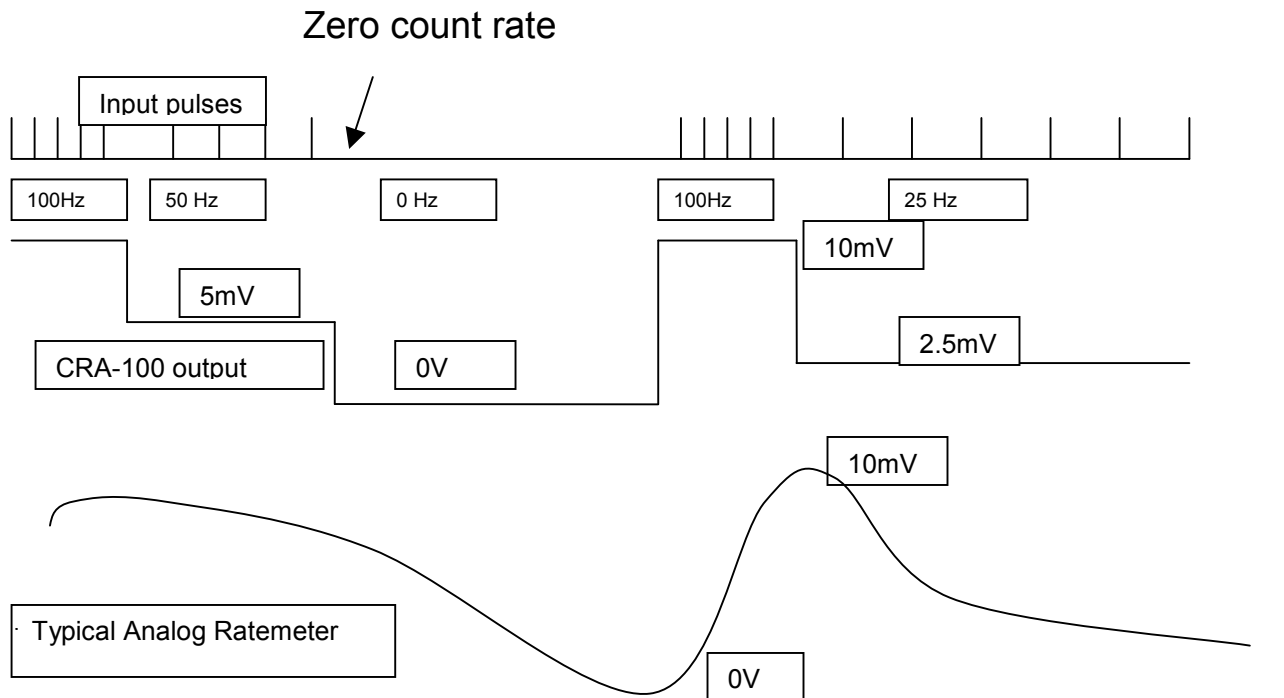 Zero count rate
Input pulses
100Hz
50 Hz
0 Hz
100Hz
25 Hz
10mV
5mV
2.5mV
CRA-100 output
0V
10mV
Typical Analog Ratemeter
0V